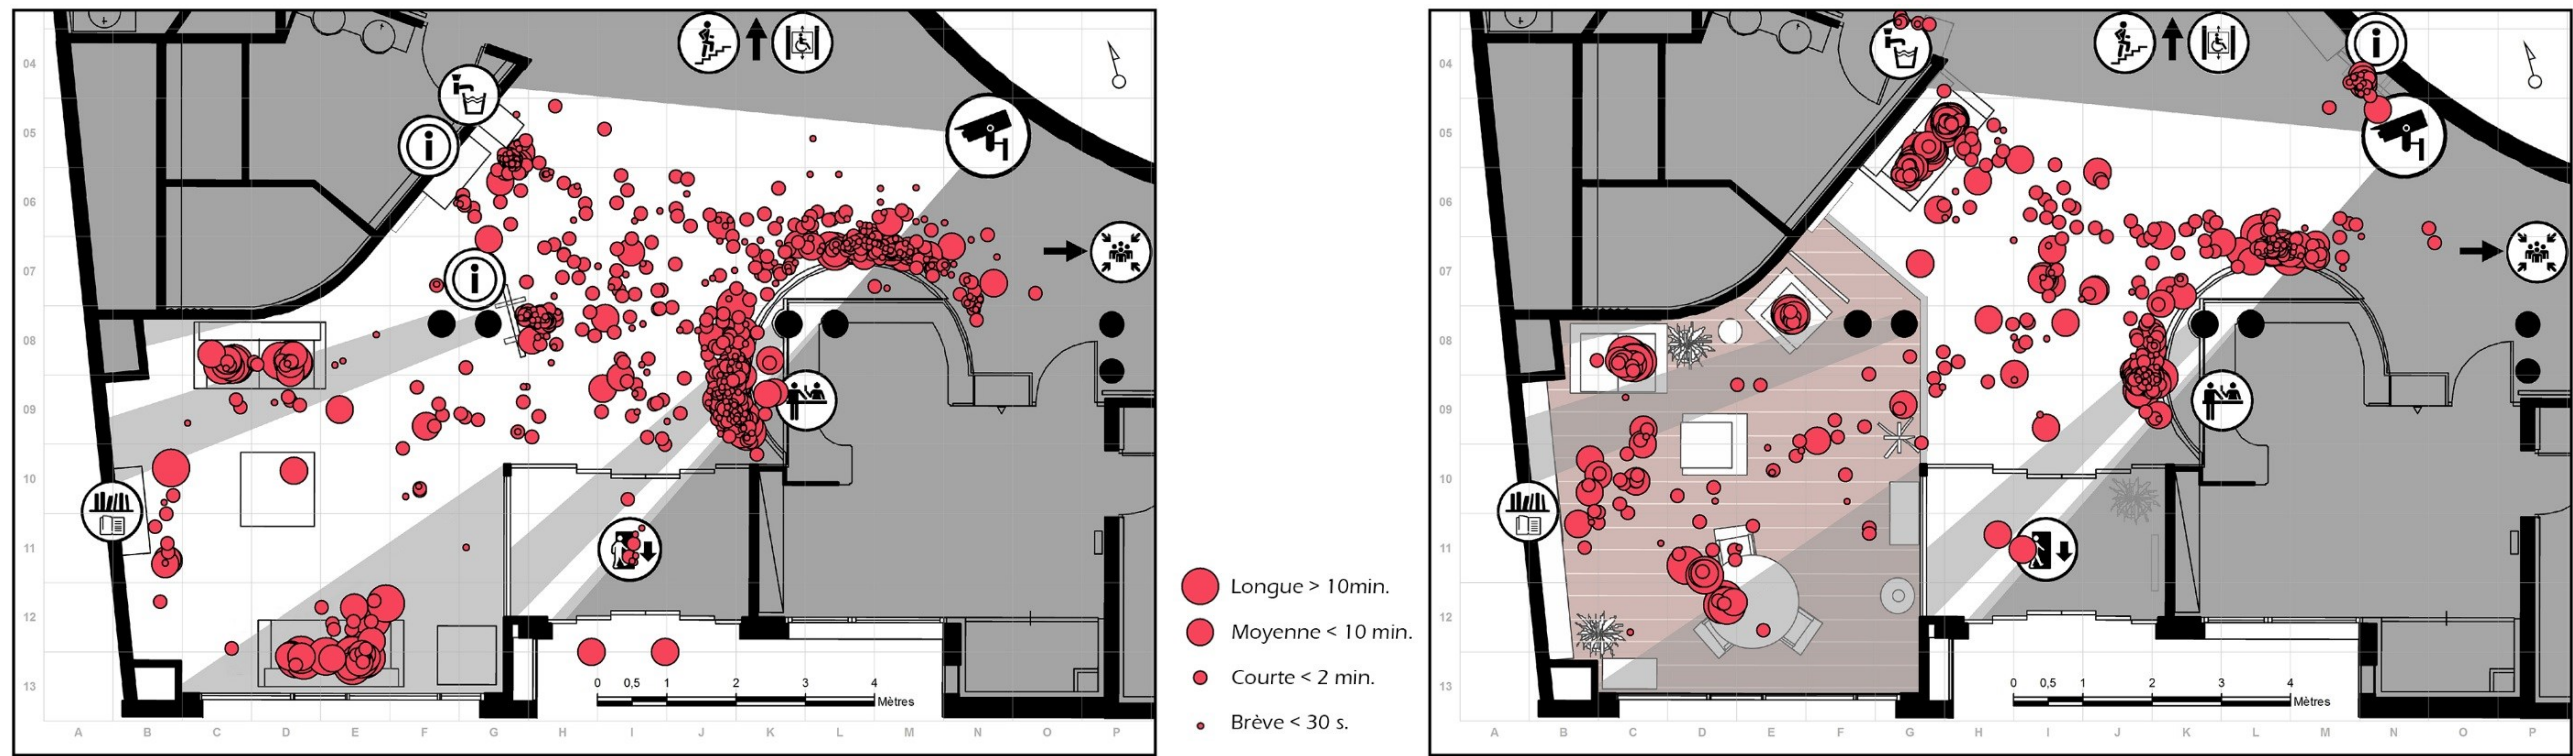 04
05
06
07
08
09
10
11
12
13
0 0,5 1 2 3 4
Mètres
A B C D E F G H I J K L M N O P
Longue > 10min.
Moyenne < 10 min.
Courte < 2 min.
Brève < 30 s.
04
05
06
07
08
09
10
11
12
13
0 0,5 1 2 3 4
Mètres
A B C D E F G H I J K L M N O P